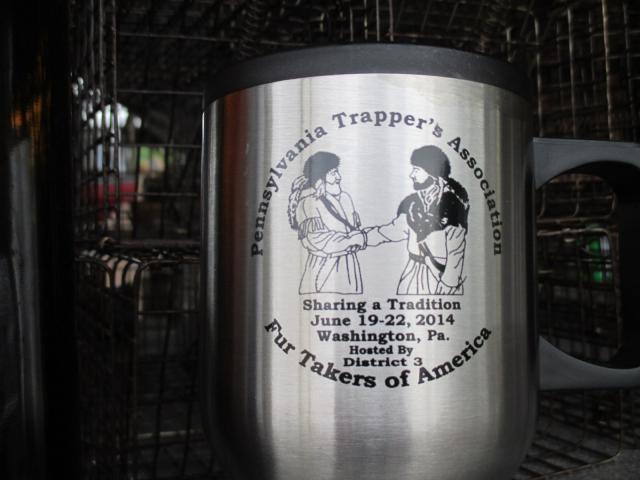 Pennsylvania Trapper's Association
Sharing a Tradition
June 19-22, 2014
Washington, Pa.
Hosted By
District 3
Fur Takers of America